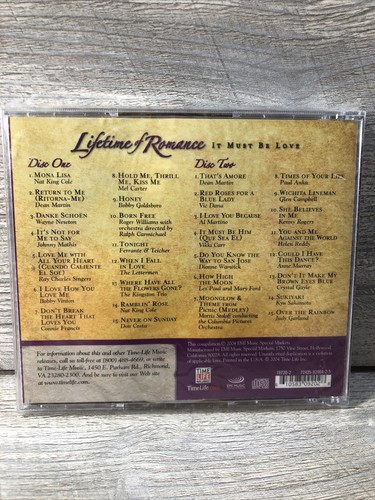 Lifetime of Romance IT MUST BE LOVE
Disc One
1. MONA LISA
Nat King Cole
2. RETURN TO ME
(RITORNA-ME)
Dean Martin
3. DANKE SCHOËN
Wayne Newton
4. IT'S NOT FOR
ME TO SAY
Johnny Mathis
5. LOVE ME WITH
ALL YOUR HEART
(CUANDO CALIENTE
EL SOL)
Ray Charles Singers
6. I LOVE HOW YOU
LOVE ME
Bobby Vinton
7. DON'T BREAK
THE HEART THAT
LOVES YOU
Connie Francis
8. HOLD ME, THRILL
ME, KISS ME
Mel Carter
9. HONEY
Bobby Goldsboro
10. BORN FREE
Roger Williams with
orchestra directed by
Ralph Carmichael
11. TONIGHT
Ferrante & Teicher
12. WHEN I FALL
IN LOVE
The Lettermen
13. WHERE HAVE ALL
THE FLOWERS GONE?
The Kingston Trio
14. RAMBLIN' ROSE
Nat King Cole
15. NEVER ON SUNDAY
Don Costa
Disc Two
1. THAT'S AMORE
Dean Martin
2. RED ROSES FOR A
BLUE LADY
Vic Dana
3. I LOVE YOU BECAUSE
Al Martino
4. IT MUST BE HIM
(QUE SEA EL)
Vikki Carr
5. DO YOU KNOW THE
WAY TO SAN JOSE
Dionne Warwick
6. HOW HIGH
THE MOON
Les Paul and Mary Ford
7. MOONGLOW &
THEME FROM
PICNIC (MEDLEY)
Morris Stoloff conducting
the Columbia Pictures
Orchestra
8. TIMES OF YOUR LIFE
Paul Anka
9. WICHITA LINEMAN
Glen Campbell
10. SHE BELIEVES
IN ME
Kenny Rogers
11. YOU AND ME
AGAINST THE WORLD
Helen Reddy
12. COULD I HAVE
THIS DANCE?
Anne Murray
13. DON'T IT MAKE MY
BROWN EYES BLUE
Crystal Gayle
14. SUKIYAKI
Kyu Sakamoto
15. OVER THE RAINBOW
Judy Garland
For information about this and other Time-Life Music
releases, call us toll-free at (800) 488-4669, or write
to Time-Life Music, 1450 E. Parham Rd., Richmond,
VA 23280-2300. And be sure to visit our Web site
at www.timelife.com.
TIME
LIFE